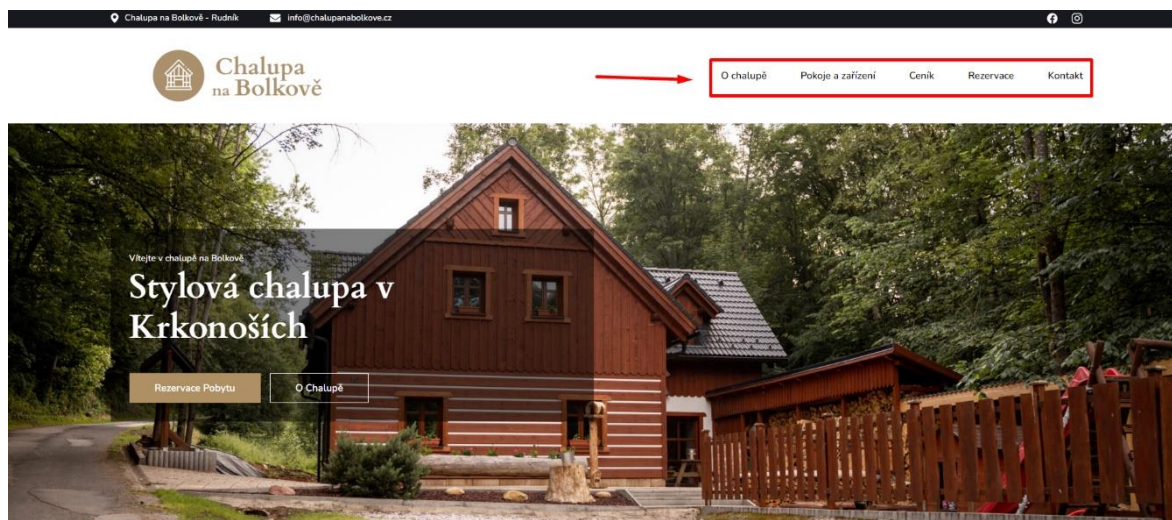 Chalupa na Bolkově - Rudník
info@chalupanabolkove.cz
Chalupa
na Bolkově
O chalupě
Pokoje a zařízení
Ceník
Rezervace
Kontakt
Vítejte v chalupě na Bolkově
Stylová chalupa v
Krkonoších
Rezervace Pobytu
O Chalupě